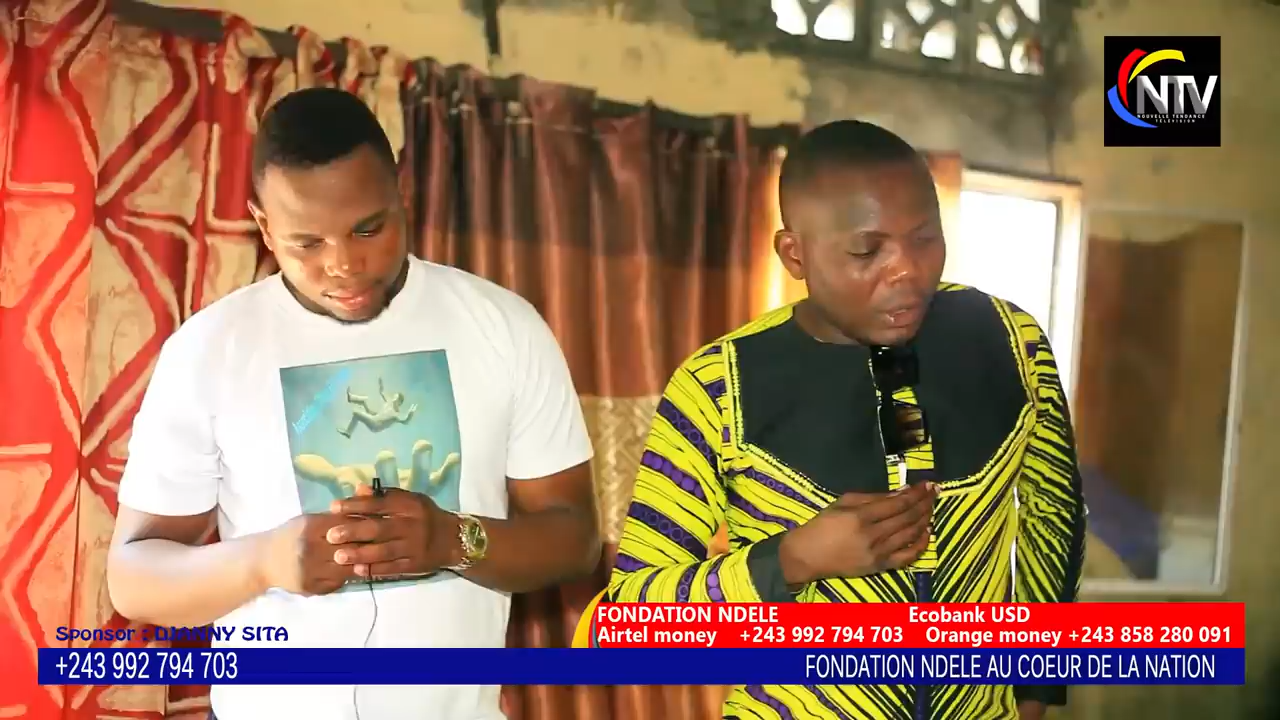 NTV
NOUVELLE TENDANCE
TÉLÉVISION
FONDATION NDELE Ecobank USD
Airtel money +243 992 794 703 Orange money +243 858 280 091
Sponsor : DJANNY SITA
+243 992 794 703 FONDATION NDELE AU COEUR DE LA NATION